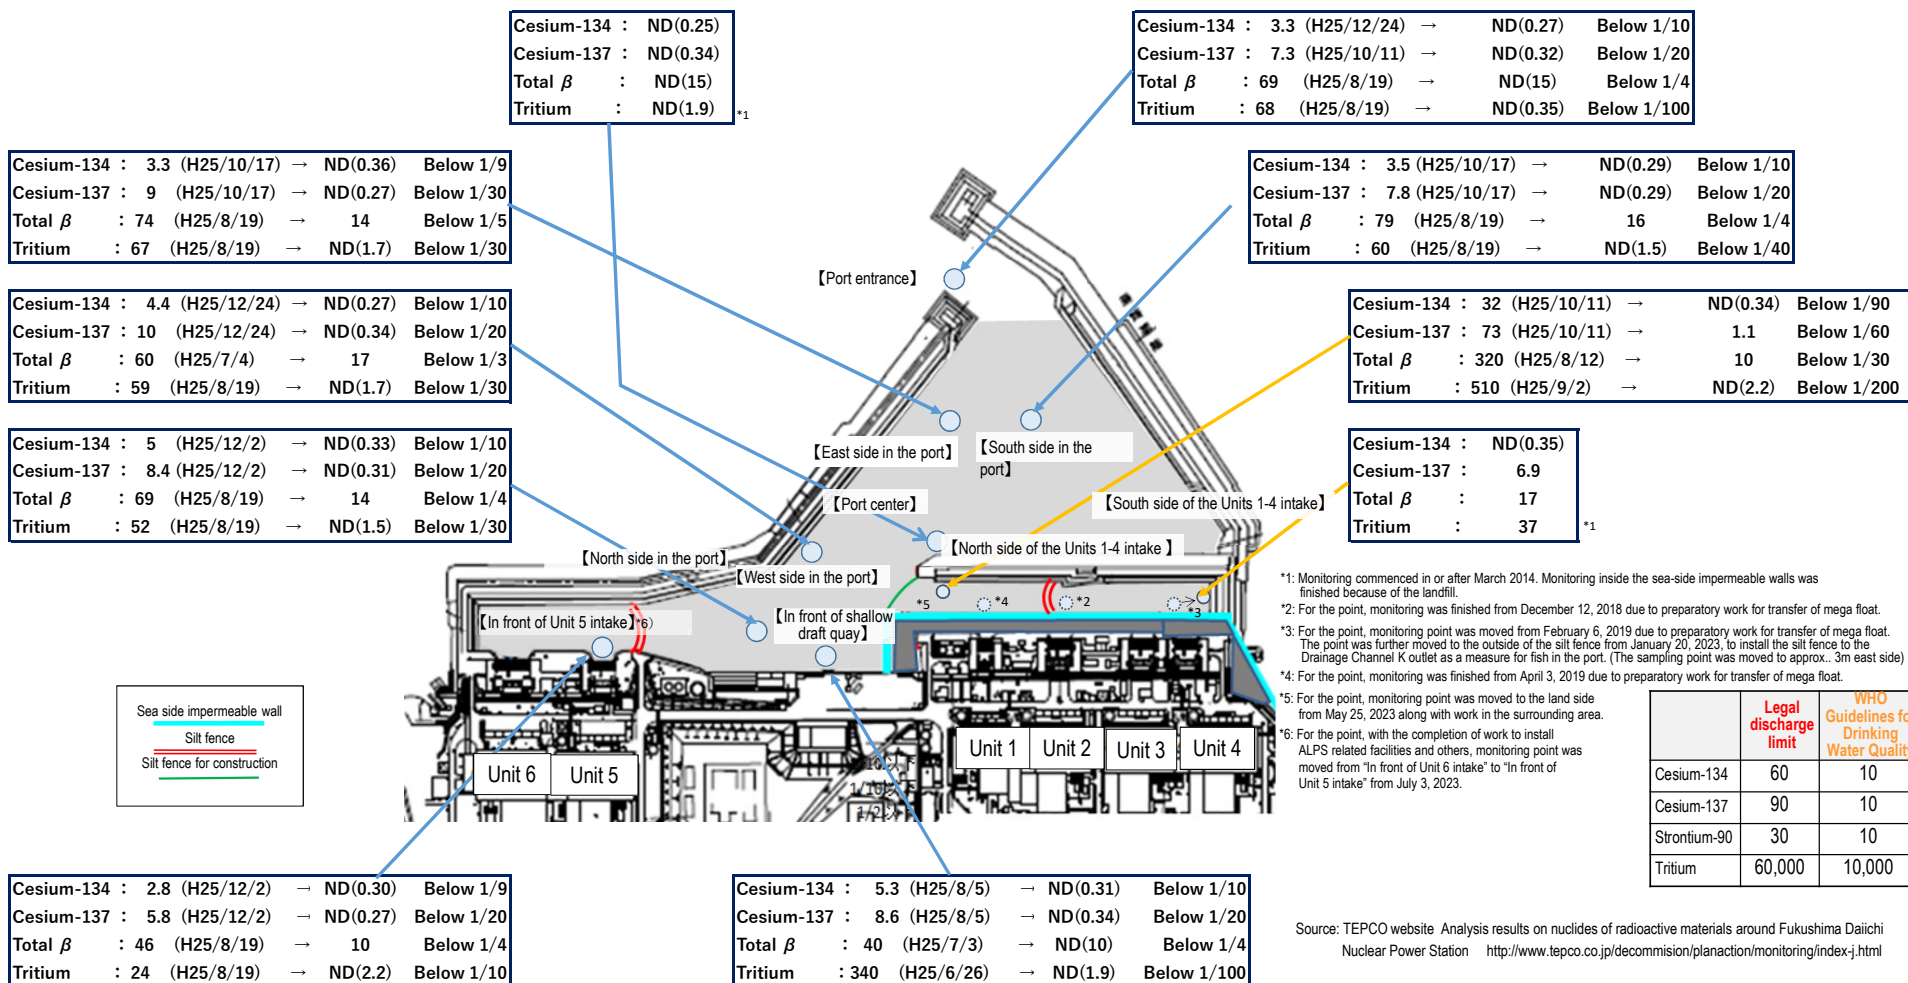 Cesium-134 : ND(0.25)
Cesium-137 : ND(0.34)
Total β : ND(15)
Tritium : ND(1.9) *1
Cesium-134 : 3.3 (H25/12/24) → ND(0.27) Below 1/10
Cesium-137 : 7.3 (H25/10/11) → ND(0.32) Below 1/20
Total β : 69 (H25/8/19) → ND(15) Below 1/4
Tritium : 68 (H25/8/19) → ND(0.35) Below 1/100
Cesium-134 : 3.3 (H25/10/17) → ND(0.36) Below 1/9
Cesium-137 : 9 (H25/10/17) → ND(0.27) Below 1/30
Total β : 74 (H25/8/19) → 14 Below 1/5
Tritium : 67 (H25/8/19) → ND(1.7) Below 1/30
Cesium-134 : 3.5 (H25/10/17) → ND(0.29) Below 1/10
Cesium-137 : 7.8 (H25/10/17) → ND(0.29) Below 1/20
Total β : 79 (H25/8/19) → 16 Below 1/4
Tritium : 60 (H25/8/19) → ND(1.5) Below 1/40
Cesium-134 : 4.4 (H25/12/24) → ND(0.27) Below 1/10
Cesium-137 : 10 (H25/12/24) → ND(0.34) Below 1/20
Total β : 60 (H25/7/4) → 17 Below 1/3
Tritium : 59 (H25/8/19) → ND(1.7) Below 1/30
Cesium-134 : 32 (H25/10/11) → ND(0.34) Below 1/90
Cesium-137 : 73 (H25/10/11) → 1.1 Below 1/60
Total β : 320 (H25/8/12) → 10 Below 1/30
Tritium : 510 (H25/9/2) → ND(2.2) Below 1/200
Cesium-134 : 5 (H25/12/2) → ND(0.33) Below 1/10
Cesium-137 : 8.4 (H25/12/2) → ND(0.31) Below 1/20
Total β : 69 (H25/8/19) → 14 Below 1/4
Tritium : 52 (H25/8/19) → ND(1.5) Below 1/30
Cesium-134 : ND(0.35)
Cesium-137 : 6.9
Total β : 17
Tritium : 37 *1
【Port entrance】
【East side in the port】
【South side in the
port】
【Port center】
【South side of the Units 1-4 intake】
【North side of the Units 1-4 intake 】
【North side in the port】
【West side in the port】
【In front of Unit 5 intake】*6)
【In front of shallow
draft quay】
*5
*4
*2
*3
Unit 6
Unit 5
Unit 1
Unit 2
Unit 3
Unit 4
1/10以下
Sea side impermeable wall
Silt fence
Silt fence for construction
*1: Monitoring commenced in or after March 2014. Monitoring inside the sea-side impermeable walls was
finished because of the landfill.
*2: For the point, monitoring was finished from December 12, 2018 due to preparatory work for transfer of mega float.
*3: For the point, monitoring point was moved from February 6, 2019 due to preparatory work for transfer of mega float.
The point was further moved to the outside of the silt fence from January 20, 2023, to install the silt fence to the
Drainage Channel K outlet as a measure for fish in the port. (The sampling point was moved to approx.. 3m east side)
*4: For the point, monitoring was finished from April 3, 2019 due to preparatory work for transfer of mega float.
*5: For the point, monitoring point was moved to the land side
from May 25, 2023 along with work in the surrounding area.
*6: For the point, with the completion of work to install
ALPS related facilities and others, monitoring point was
moved from “In front of Unit 6 intake” to “In front of
Unit 5 intake” from July 3, 2023.
Legal
discharge
limit
WHO
Guidelines fo
Drinking
Water Quality
Cesium-134 60 10
Cesium-137 90 10
Strontium-90 30 10
Tritium 60,000 10,000
Cesium-134 : 2.8 (H25/12/2) → ND(0.30) Below 1/9
Cesium-137 : 5.8 (H25/12/2) → ND(0.27) Below 1/20
Total β : 46 (H25/8/19) → 10 Below 1/4
Tritium : 24 (H25/8/19) → ND(2.2) Below 1/10
Cesium-134 : 5.3 (H25/8/5) → ND(0.31) Below 1/10
Cesium-137 : 8.6 (H25/8/5) → ND(0.34) Below 1/20
Total β : 40 (H25/7/3) → ND(10) Below 1/4
Tritium : 340 (H25/6/26) → ND(1.9) Below 1/100
Source: TEPCO website Analysis results on nuclides of radioactive materials around Fukushima Daiichi
Nuclear Power Station http://www.tepco.co.jp/decommision/planaction/monitoring/index-j.html